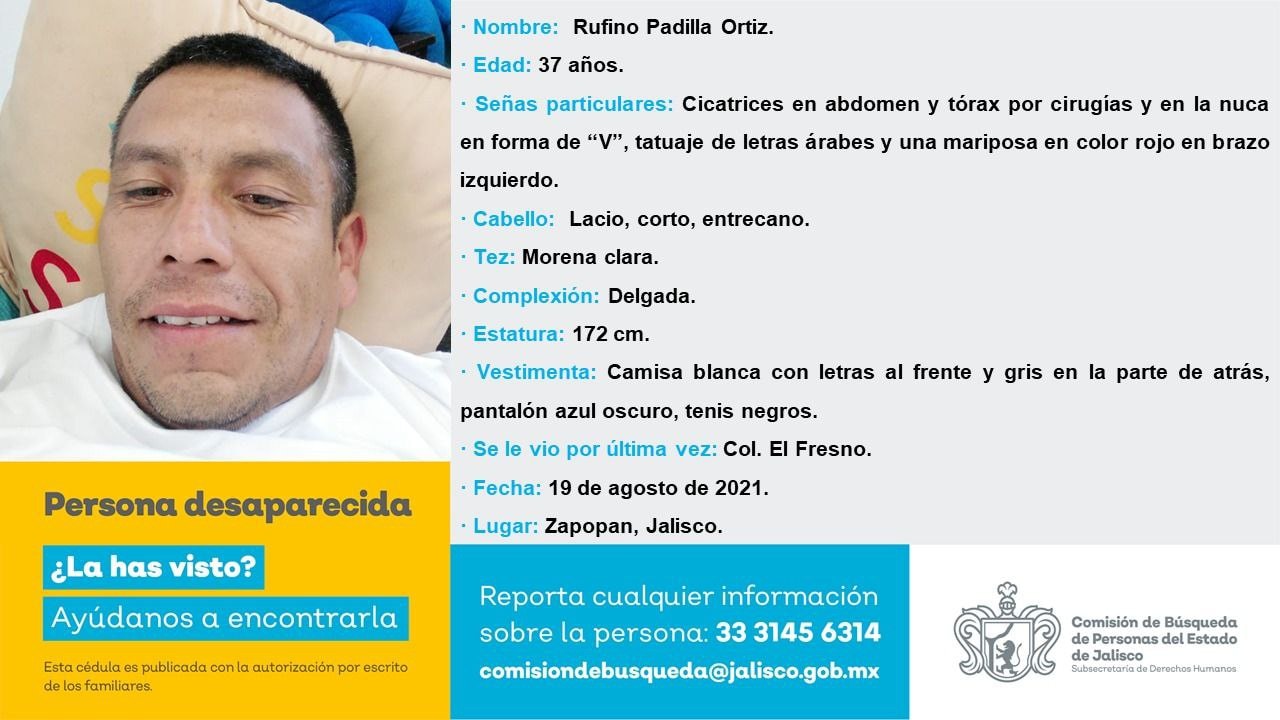 · Nombre: Rufino Padilla Ortiz.
· Edad: 37 años.
· Señas particulares: Cicatrices en abdomen y tórax por cirugías y en la nuca
en forma de “V”, tatuaje de letras árabes y una mariposa en color rojo en brazo
izquierdo.
· Cabello: Lacio, corto, entrecano.
· Tez: Morena clara.
· Complexión: Delgada.
· Estatura: 172 cm.
· Vestimenta: Camisa blanca con letras al frente y gris en la parte de atrás,
pantalón azul oscuro, tenis negros.
· Se le vio por última vez: Col. El Fresno.
· Fecha: 19 de agosto de 2021.
· Lugar: Zapopan, Jalisco.
Persona desaparecida
¿La has visto?
Ayúdanos a encontrarla
Esta cédula es publicada con la autorización por escrito
de los familiares.
Reporta cualquier información
sobre la persona: 33 3145 6314
comisiondebusqueda@jalisco.gob.mx
Comisión de Búsqueda
de Personas del Estado
de Jalisco
Subsecretaría de Derechos Humanos